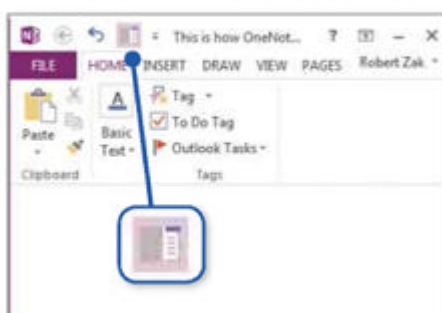 This is how OneNot... ?
FILE HOME INSERT DRAW VIEW PAGES Robert Zak
Paste
Clipboard
A
Basic Text
Tag
To Do Tag
Outlook Tasks
Tags